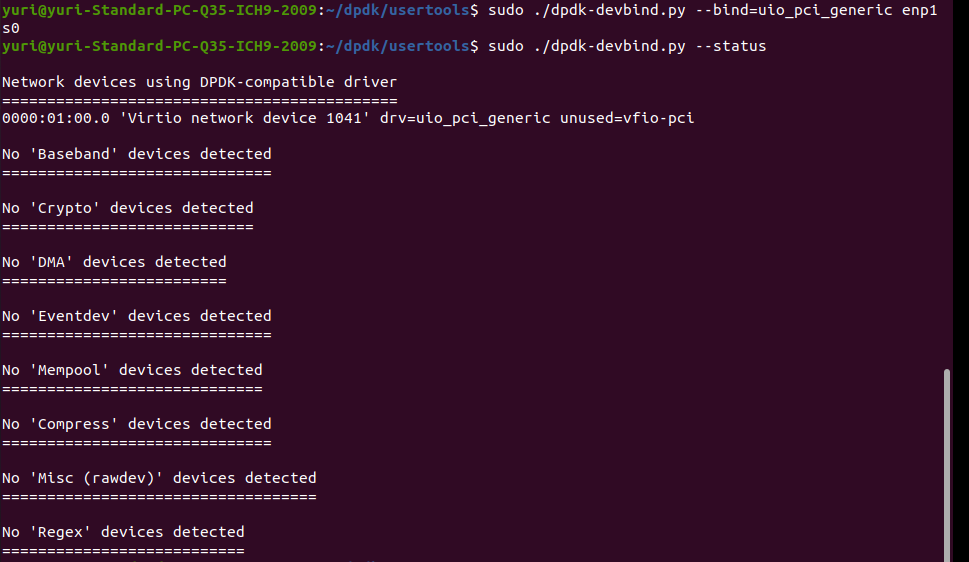 yuri@yuri-Standard-PC-Q35-ICH9-2009:~/dpdk/usertools$ sudo ./dpdk-devbind.py --bind=uio_pci_generic enp1
s0
yuri@yuri-Standard-PC-Q35-ICH9-2009:~/dpdk/usertools$ sudo ./dpdk-devbind.py --status
Network devices using DPDK-compatible driver
============================================
0000:01:00.0 'Virtio network device 1041' drv=uio_pci_generic unused=vfio-pci
No 'Baseband' devices detected
==============================
No 'Crypto' devices detected
============================
No 'DMA' devices detected
=========================
No 'Eventdev' devices detected
==============================
No 'Mempool' devices detected
=============================
No 'Compress' devices detected
==============================
No 'Misc (rawdev)' devices detected
===================================
No 'Regex' devices detected
===========================